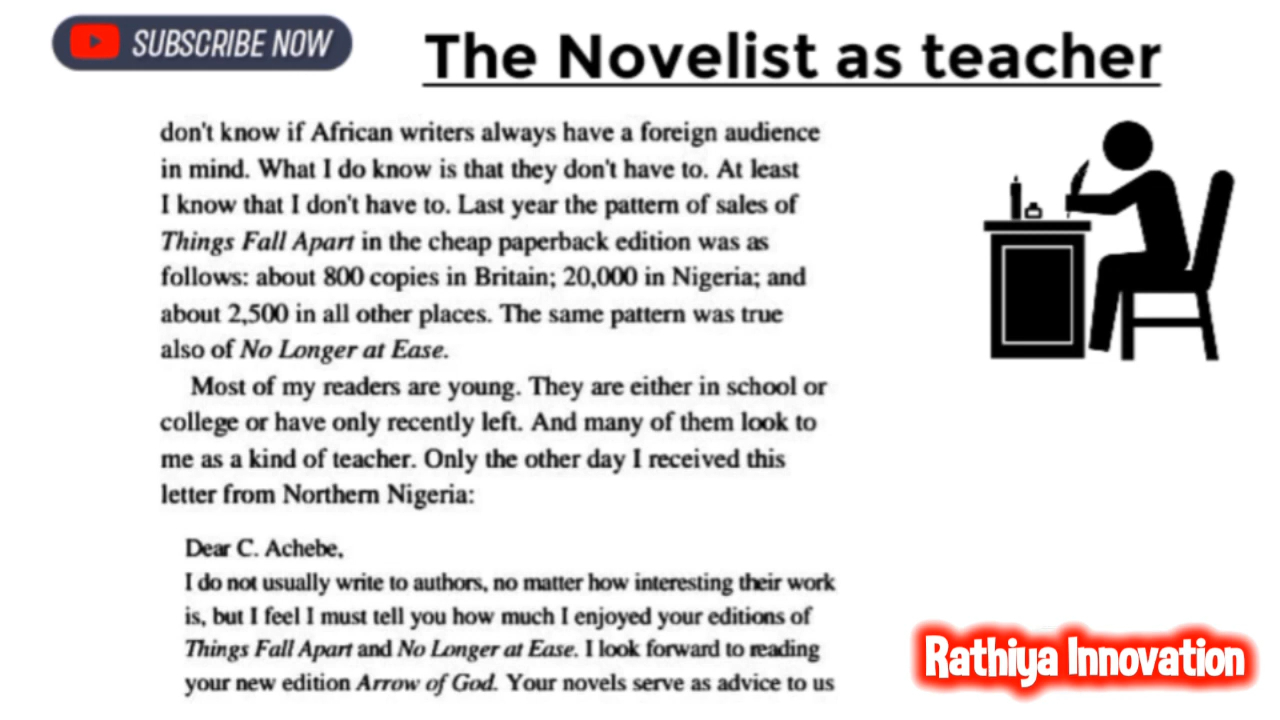 SUBSCRIBE NOW
The Novelist as teacher
don't know if African writers always have a foreign audience
in mind. What I do know is that they don't have to. At least
I know that I don't have to. Last year the pattern of sales of
Things Fall Apart in the cheap paperback edition was as
follows: about 800 copies in Britain; 20,000 in Nigeria; and
about 2,500 in all other places. The same pattern was true
also of No Longer at Ease.
Most of my readers are young. They are either in school or
college or have only recently left. And many of them look to
me as a kind of teacher. Only the other day I received this
letter from Northern Nigeria:
Dear C. Achebe,
I do not usually write to authors, no matter how interesting their work
is, but I feel I must tell you how much I enjoyed your editions of
Things Fall Apart and No Longer at Ease. I look forward to reading
your new edition Arrow of God. Your novels serve as advice to us
Rathiya Innovation